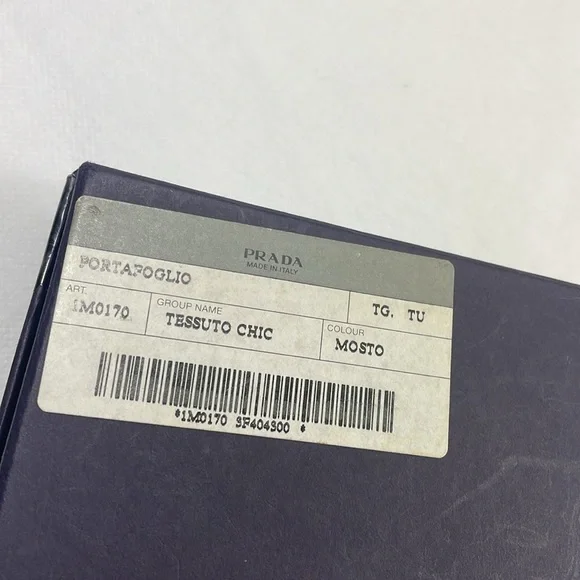 PRADA
MADE IN ITALY
PORTAFOGLIO
TG. TU
ART.
1M0170
GROUP NAME
TESSUTO CHIC
COLOUR
MOSTO
*1M0170 3F404300 *